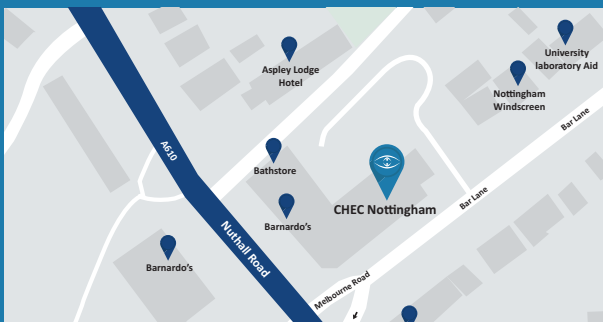 University
laboratory Aid
Aspley Lodge
Hotel
Nottingham
Windscreen
Bar Lane
A610
Bathstore
Bar Lane
CHEC Nottingham
Barnardo's
Nuthall Road
Barnardo's
Melbourne Road